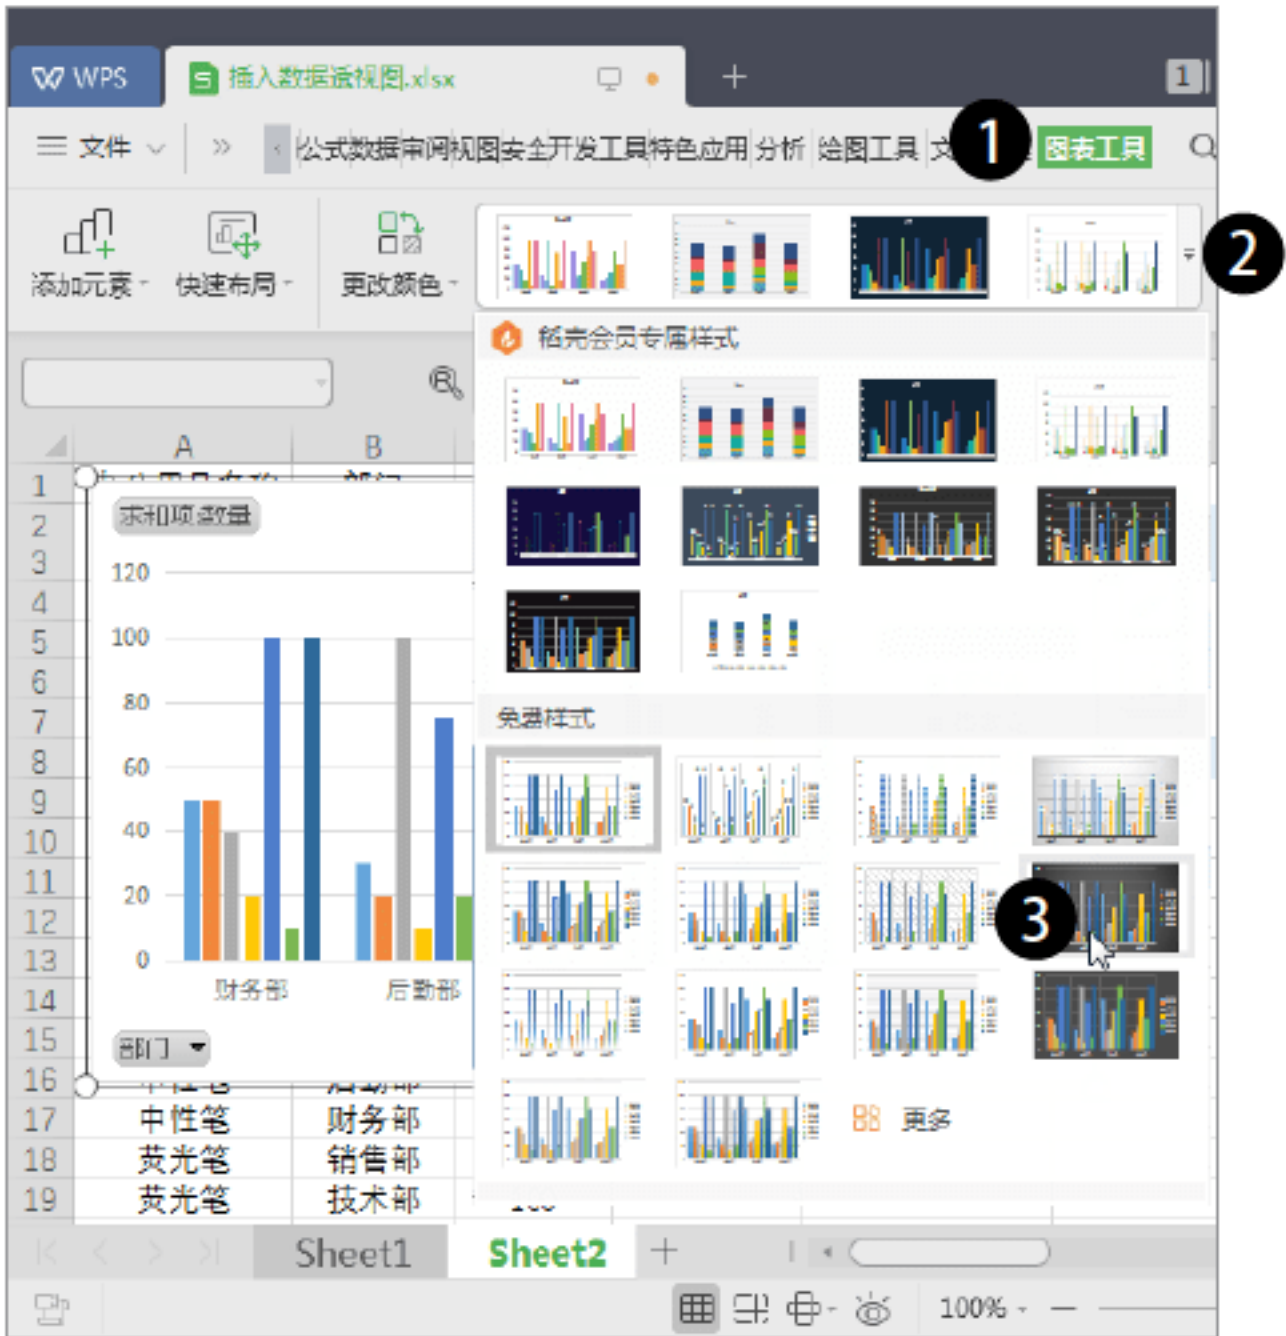 WPS 插入数据透视图.xlsx 1
文件 公式 数据 审阅 视图 安全 开发工具 特色应用 分析 绘图工具 文 1 图表工具
添加元素 快速布局 更改颜色 2
稻壳会员专属样式
A B
1
2 求和项:数量
3 120
4
5 100
6
7 80
8
9 60
10 40
11
12 20
13 0
14 财务部 后勤部
15 部门
16
17 中性笔 财务部
18 荧光笔 销售部
19 荧光笔 技术部
免费样式
3
更多
Sheet1 Sheet2
100%